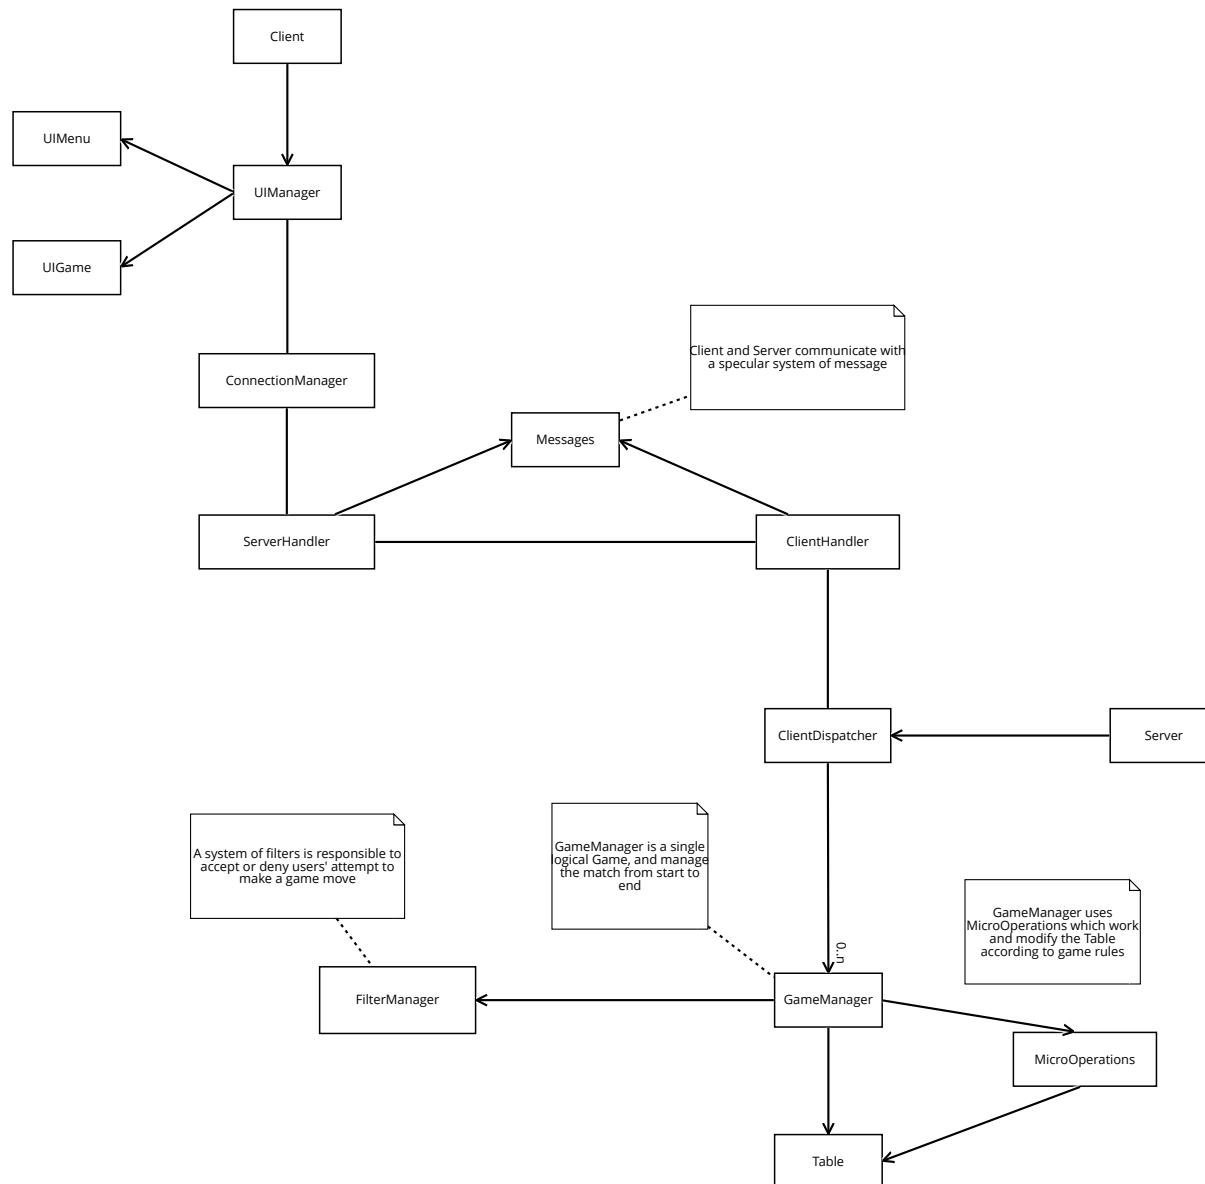 Client
UIMenu
UIManager
UIGame
Client and Server communicate with
a specular system of message
ConnectionManager
Messages
ServerHandler
ClientHandler
ClientDispatcher
Server
A system of filters is responsible to
accept or deny users' attempt to
make a game move
GameManager is a single
logical Game, and manage
the match from start to
end
GameManager uses
MicroOperations which work
and modify the Table
according to game rules
0..n
FilterManager
GameManager
MicroOperations
Table